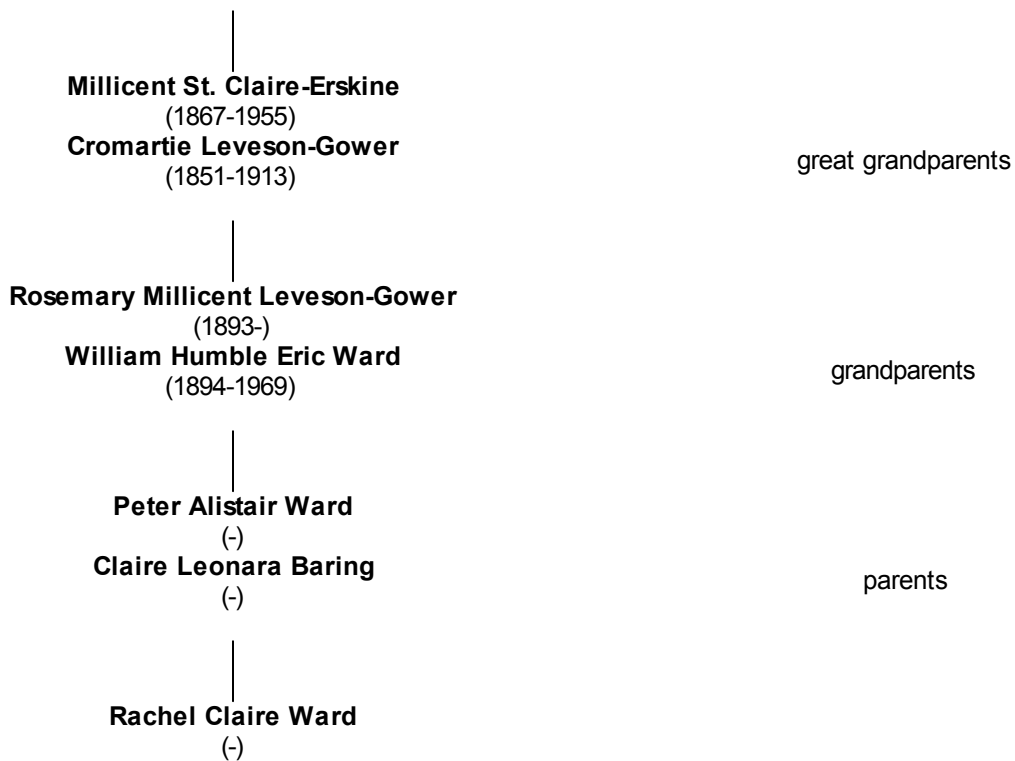 Millicent St. Claire-Erskine
(1867-1955)
Cromartie Leveson-Gower
(1851-1913)
great grandparents
Rosemary Millicent Leveson-Gower
(1893-)
William Humble Eric Ward
(1894-1969)
grandparents
Peter Alistair Ward
(-)
Claire Leonara Baring
(-)
parents
Rachel Claire Ward
(-)